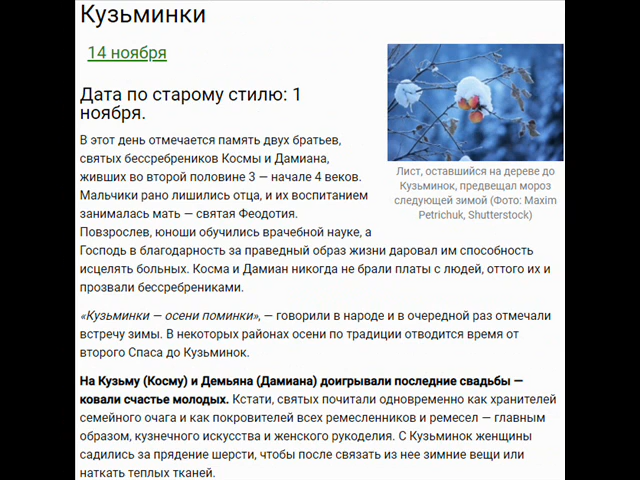 Кузьминки
14 ноября
Дата по старому стилю: 1
ноября.
В этот день отмечается память двух братьев,
святых бессребреников Космы и Дамиана,
живших во второй половине 3 — начале 4 веков.
Мальчики рано лишились отца, и их воспитанием
занималась мать — святая Феодотия.
Повзрослев, юноши обучились врачебной науке, а
Господь в благодарность за праведный образ жизни даровал им способность
исцелять больных. Косма и Дамиан никогда не брали платы с людей, оттого их и
прозвали бессребрениками.
Лист, оставшийся на дереве до
Кузьминок, предвещал мороз
следующей зимой (Фото: Maxim
Petrichuk, Shutterstock)
«Кузьминки — осени поминки», — говорили в народе и в очередной раз отмечали
встречу зимы. В некоторых районах осени по традиции отводится время от
второго Спаса до Кузьминок.
На Кузьму (Косму) и Демьяна (Дамиана) доигрывали последние свадьбы —
ковали счастье молодых. Кстати, святых почитали одновременно как хранителей
семейного очага и как покровителей всех ремесленников и ремесел — главным
образом, кузнечного искусства и женского рукоделия. С Кузьминок женщины
садились за прядение шерсти, чтобы после связать из нее зимние вещи или
наткать теплых тканей.